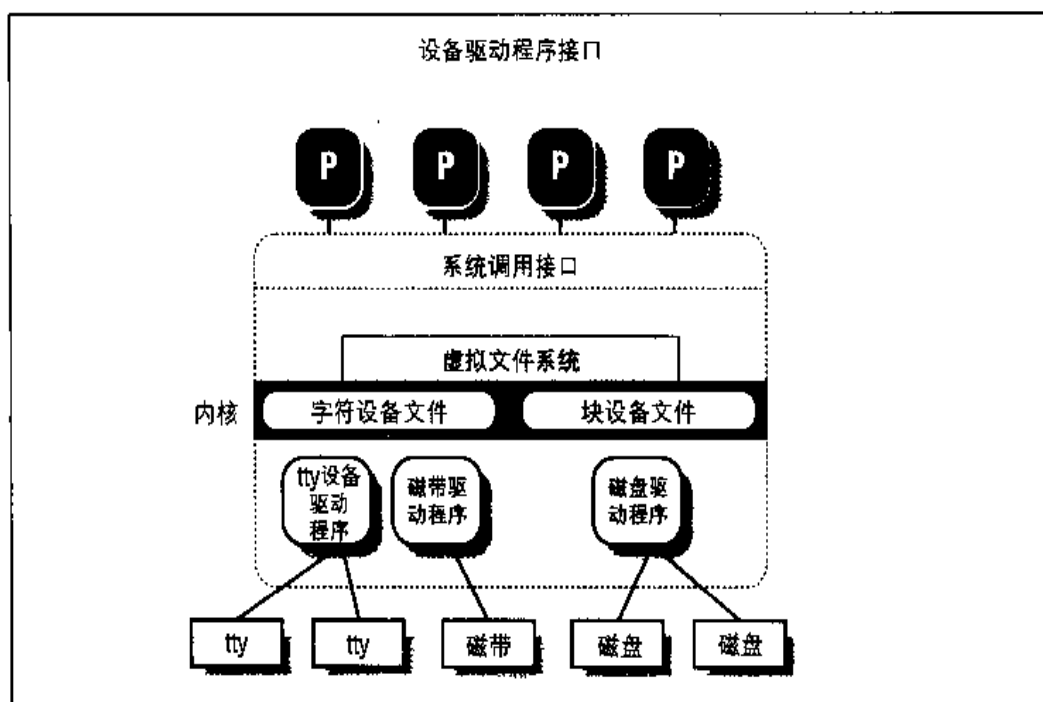 设备驱动程序接口
P P P P
系统调用接口
虚拟文件系统
内核 字符设备文件 块设备文件
tty设备
驱动
程序
磁带驱
动程序
磁盘驱
动程序
tty tty 磁带 磁盘 磁盘